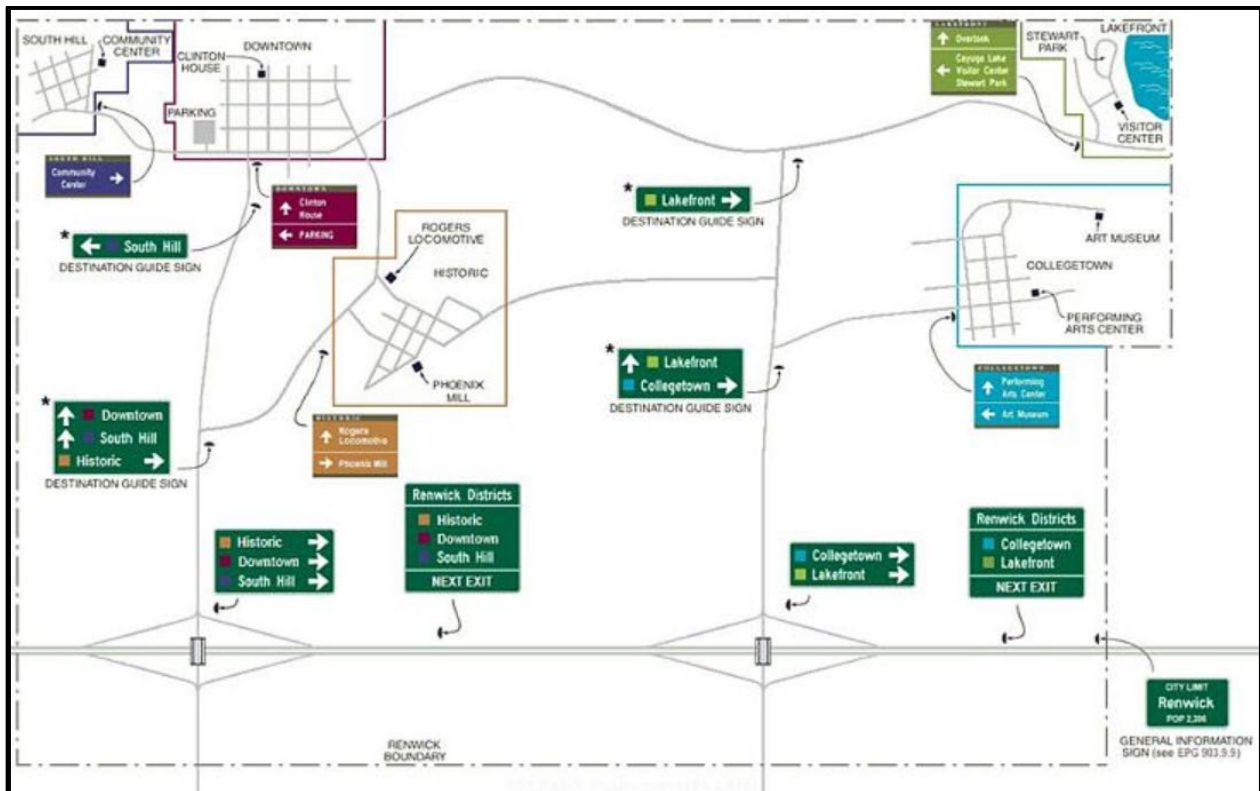 SOUTH HILL
COMMUNITY
CENTER
DOWNTOWN
CLINTON
HOUSE
PARKING
LAKEFRONT
Overlook
Cayuga Lake
Visitor Center
Stewart Park
STEWART
PARK
LAKEFRONT
VISITOR
CENTER
SOUTH HILL
Community
Center
DOWNTOWN
Clinton
House
PARKING
* South Hill
DESTINATION GUIDE SIGN
* Lakefront
DESTINATION GUIDE SIGN
ROGERS
LOCOMOTIVE
HISTORIC
PHOENIX
MILL
ART MUSEUM
COLLEGETOWN
PERFORMING
ARTS CENTER
* Lakefront
Collegetown
DESTINATION GUIDE SIGN
COLLEGETOWN
Performing
Arts Center
Art Museum
* Downtown
South Hill
Historic
DESTINATION GUIDE SIGN
HISTORIC
Rogers
Locomotive
Phoenix Mill
Historic
Downtown
South Hill
Renwick Districts
Historic
Downtown
South Hill
NEXT EXIT
Collegetown
Lakefront
Renwick Districts
Collegetown
Lakefront
NEXT EXIT
CITY LIMIT
Renwick
POP 2,306
GENERAL INFORMATION
SIGN (see EPG 903.9.9)
RENWICK
BOUNDARY